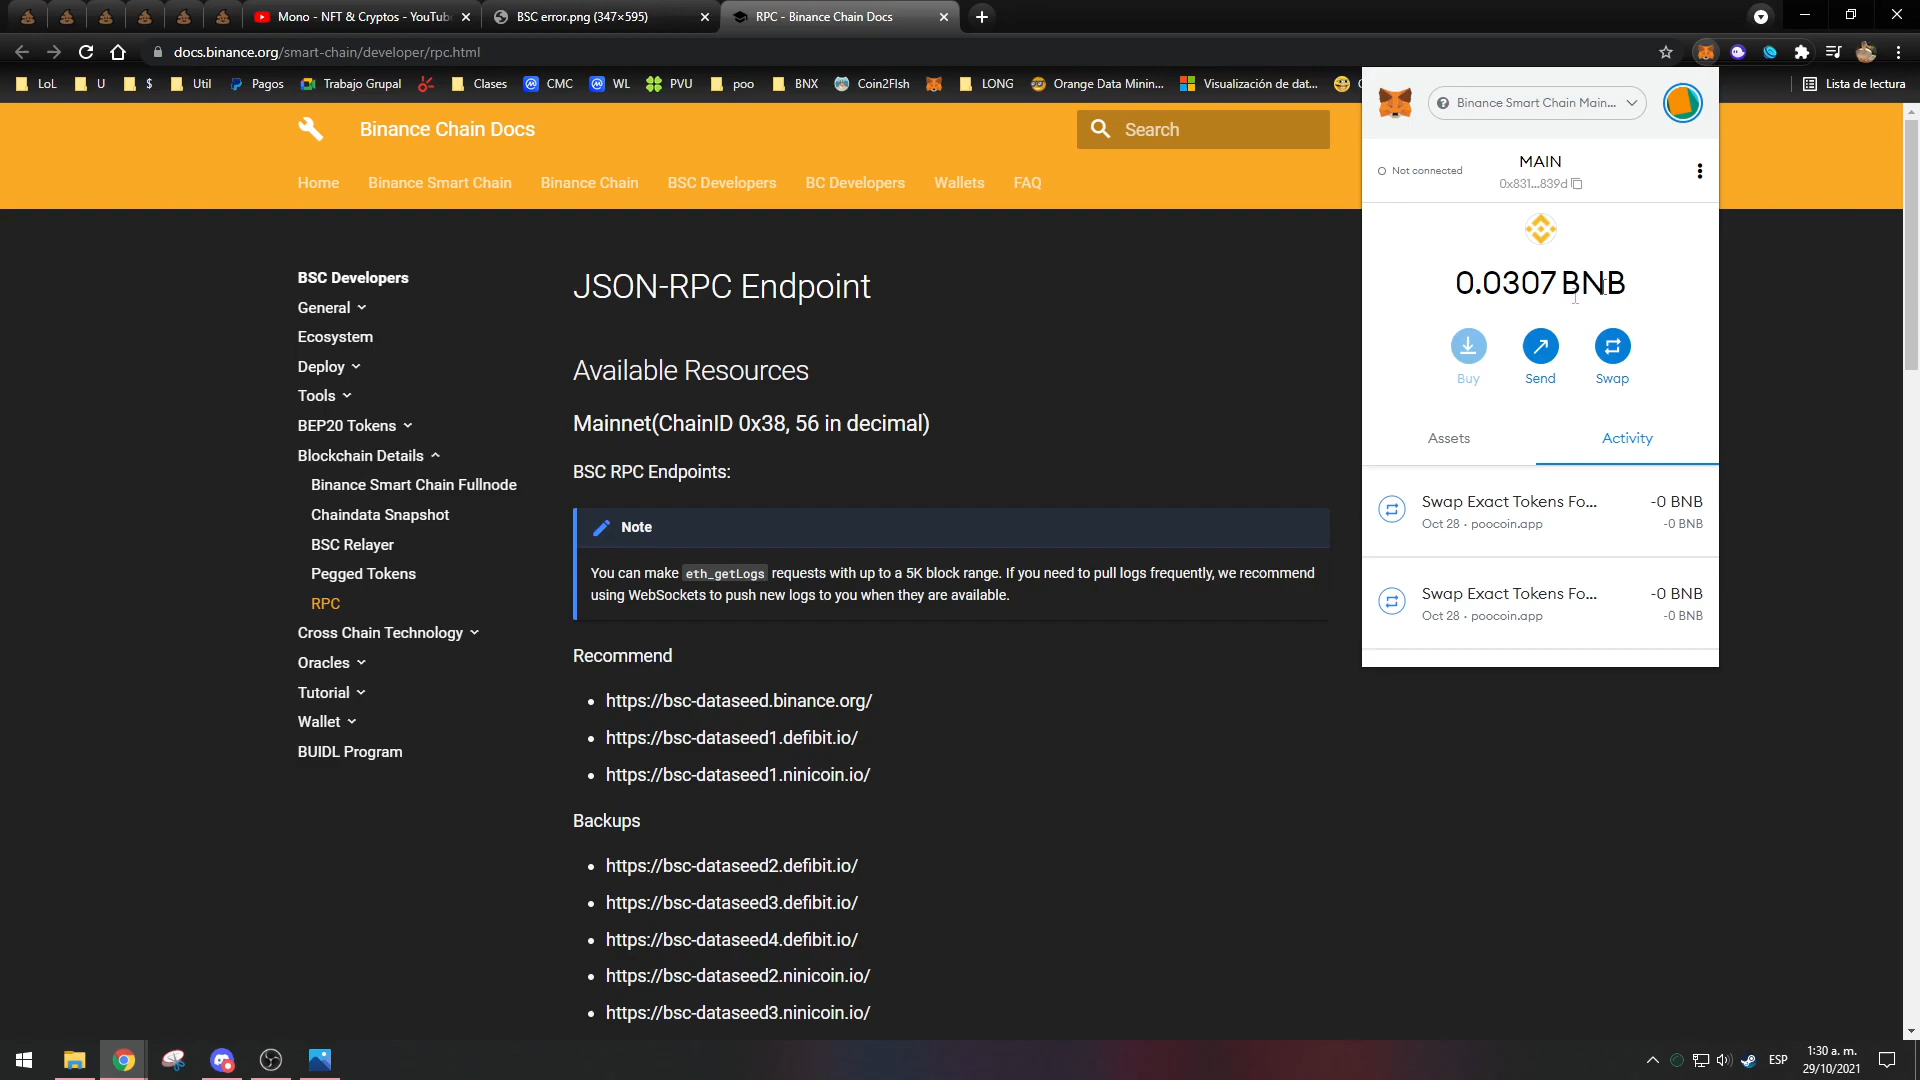 Mono - NFT & Cryptos - YouTub
BSC error.png (347×595)
RPC - Binance Chain Docs
docs.binance.org/smart-chain/developer/rpc.html
LoL
U
$
Util
Pagos
Trabajo Grupal
Clases
CMC
WL
PVU
poo
BNX
Coin2FIsh
LONG
Orange Data Minin...
Visualización de dat...
Lista de lectura
Binance Chain Docs
Search
Home
Binance Smart Chain
Binance Chain
BSC Developers
BC Developers
Wallets
FAQ
BSC Developers
General
Ecosystem
Deploy
Tools
BEP20 Tokens
Blockchain Details
Binance Smart Chain Fullnode
Chaindata Snapshot
BSC Relayer
Pegged Tokens
RPC
Cross Chain Technology
Oracles
Tutorial
Wallet
BUIDL Program
JSON-RPC Endpoint
Available Resources
Mainnet(ChainID 0x38, 56 in decimal)
BSC RPC Endpoints:
Note
You can make eth_getLogs requests with up to a 5K block range. If you need to pull logs frequently, we recommend
using WebSockets to push new logs to you when they are available.
Recommend
https://bsc-dataseed.binance.org/
https://bsc-dataseed1.defibit.io/
https://bsc-dataseed1.ninicoin.io/
Backups
https://bsc-dataseed2.defibit.io/
https://bsc-dataseed3.defibit.io/
https://bsc-dataseed4.defibit.io/
https://bsc-dataseed2.ninicoin.io/
https://bsc-dataseed3.ninicoin.io/
Binance Smart Chain Main...
Not connected
MAIN
0x831...839d
0.0307 BNB
Buy
Send
Swap
Assets
Activity
Swap Exact Tokens Fo...
-0 BNB
Oct 28 · poocoin.app
-0 BNB
Swap Exact Tokens Fo...
-0 BNB
Oct 28 · poocoin.app
-0 BNB
ESP
1:30 a. m.
29/10/2021